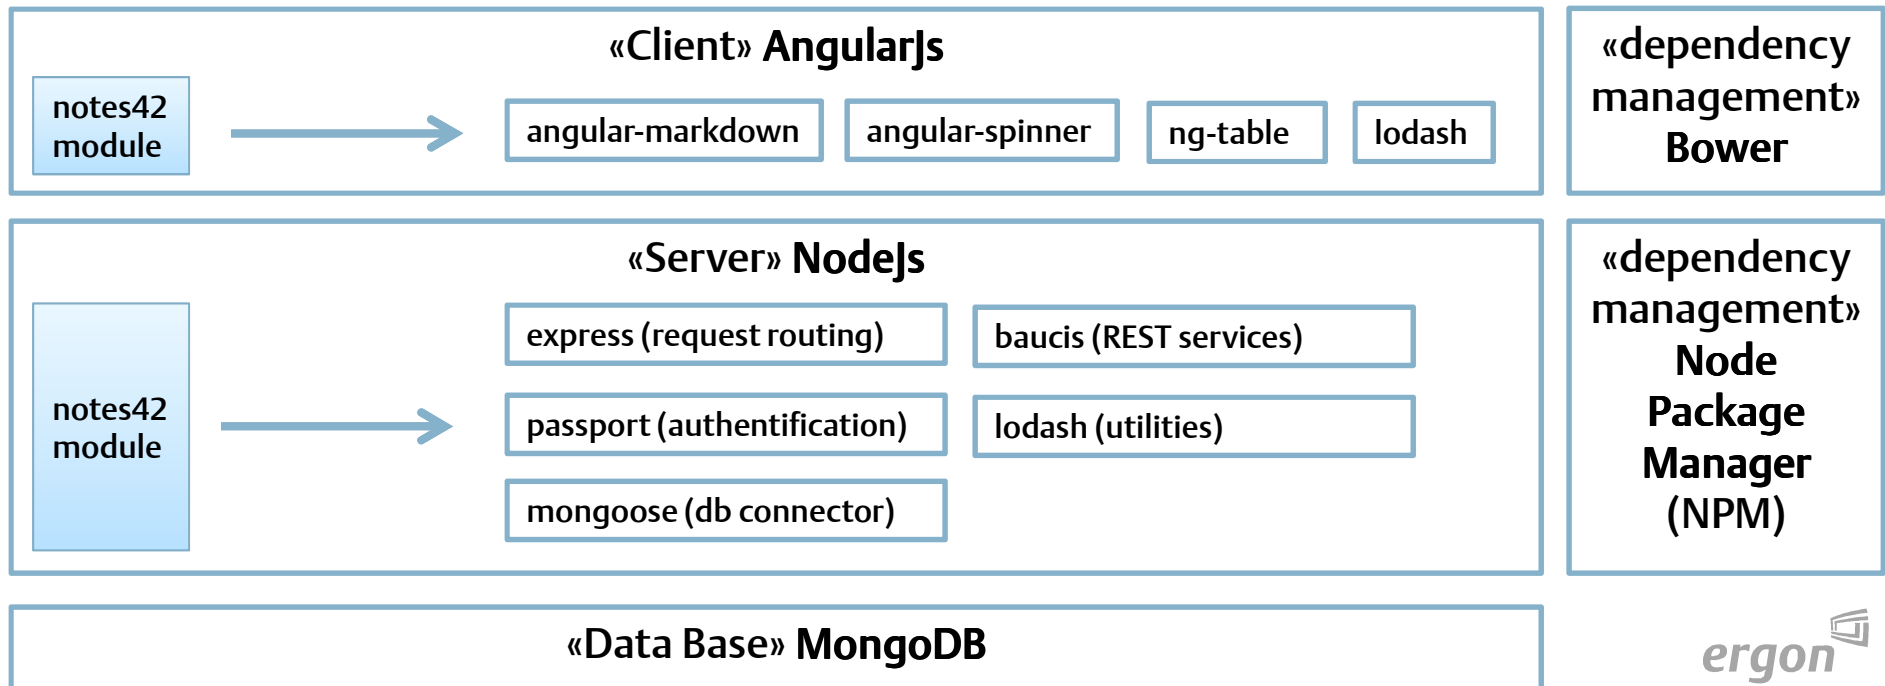 «Client» AngularJs
notes42
module
angular-markdown
angular-spinner
ng-table
lodash
«dependency
management»
Bower
«Server» NodeJs
notes42
module
express (request routing)
baucis (REST services)
passport (authentification)
lodash (utilities)
mongoose (db connector)
«dependency
management»
Node
Package
Manager
(NPM)
«Data Base» MongoDB
ergon